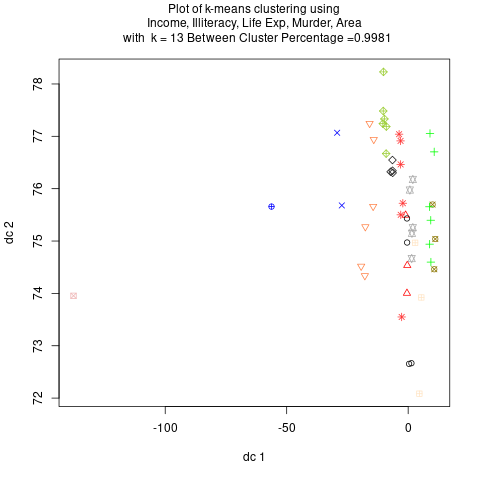 Plot of k-means clustering using
Income, Illiteracy, Life Exp, Murder, Area
with k = 13 Between Cluster Percentage =0.9981
78
77
76
75
74
73
72
dc 2
-100
-50
0
dc 1